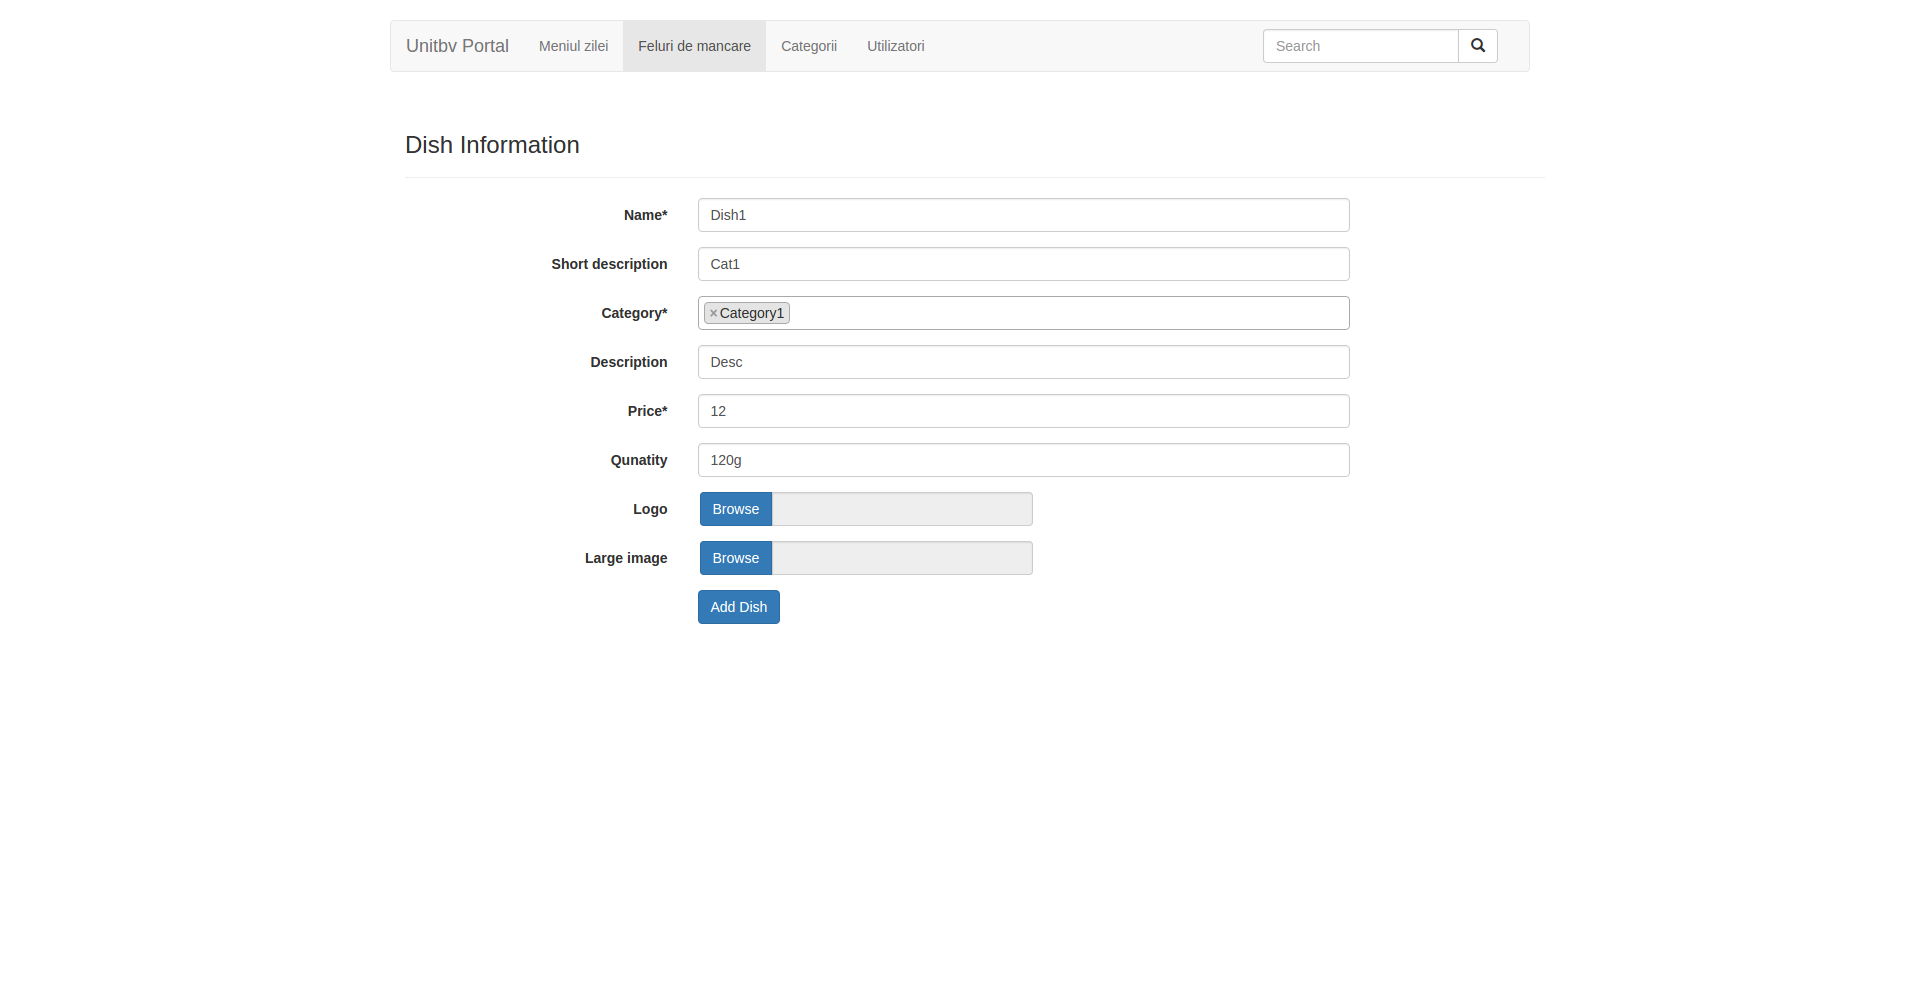 Unitbv Portal Meniul zilei Feluri de mancare Categorii Utilizatori Search
Dish Information
Name* Dish1
Short description Cat1
Category* ×Category1
Description Desc
Price* 12
Qunatity 120g
Logo Browse
Large image Browse
Add Dish